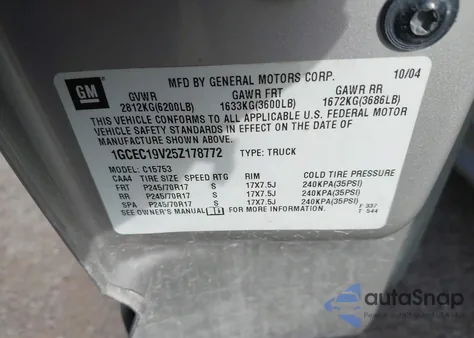 GM
MFD BY GENERAL MOTORS CORP. 10/04
GVWR GAWR FRT GAWR RR
2812KG(6200LB) 1633KG(3600LB) 1672KG(3686LB)
THIS VEHICLE CONFORMS TO ALL APPLICABLE U.S. FEDERAL MOTOR
VEHICLE SAFETY STANDARDS IN EFFECT ON THE DATE OF
MANUFACTURE SHOWN ABOVE.
1GCEC19V25Z178772 TYPE: TRUCK
MODEL: C15753
CAA4 TIRE SIZE SPEED RTG RIM COLD TIRE PRESSURE
FRT P245/70R17 S 17X7.5J 240KPA(35PSI)
RR P245/70R17 S 17X7.5J 240KPA(35PSI)
SPA P245/70R17 S 17X7.5J 240KPA(35PSI)
SEE OWNER'S MANUAL FOR MORE INFORMATION. F 337
T 544
autoSnap